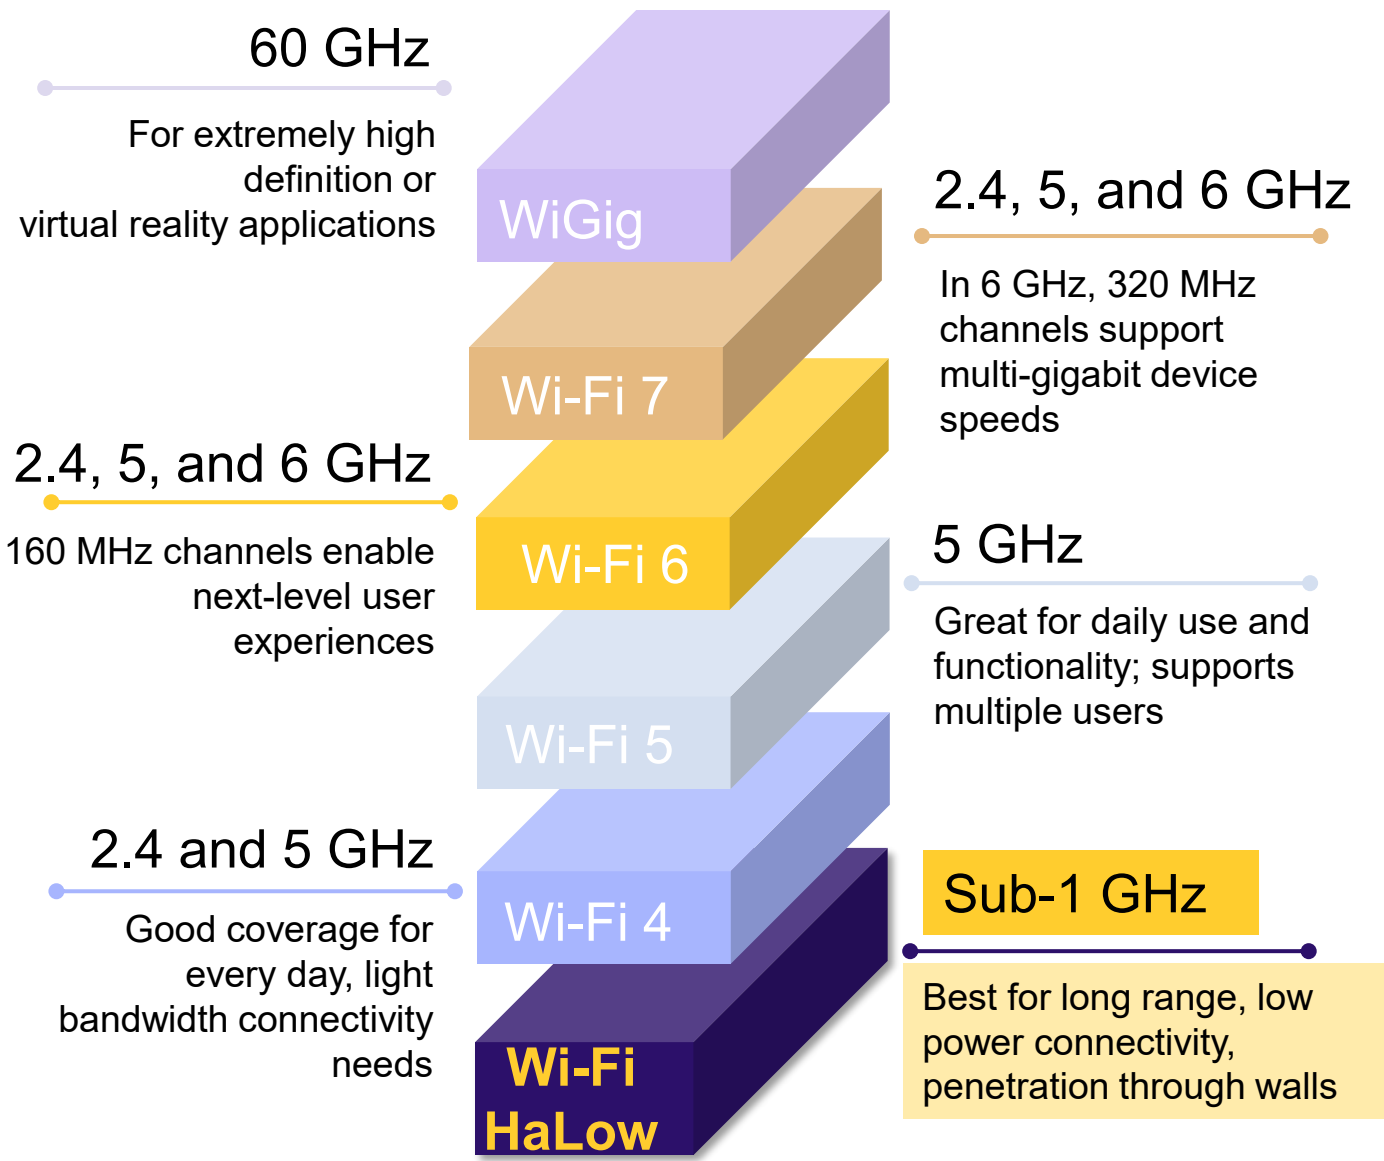 60 GHz
For extremely high
definition or
virtual reality applications
WiGig
2.4, 5, and 6 GHz
In 6 GHz, 320 MHz
channels support
multi-gigabit device
speeds
Wi-Fi 7
2.4, 5, and 6 GHz
160 MHz channels enable
next-level user
experiences
Wi-Fi 6
5 GHz
Great for daily use and
functionality; supports
multiple users
Wi-Fi 5
2.4 and 5 GHz
Good coverage for
every day, light
bandwidth connectivity
needs
Wi-Fi 4
Sub-1 GHz
Best for long range, low
power connectivity,
penetration through walls
Wi-Fi
HaLow